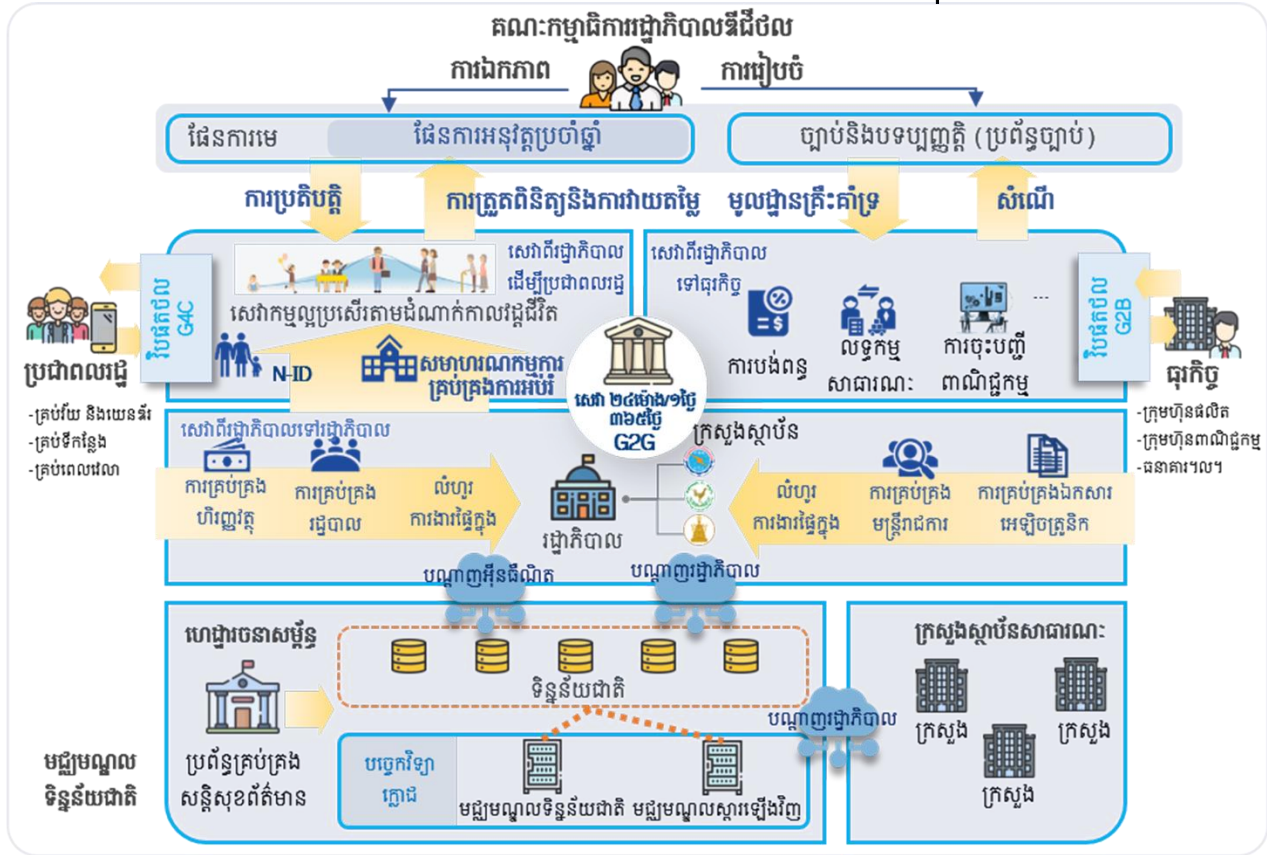 គណៈកម្មាធិការរដ្ឋាភិបាលឌីជីថល
ការឯកភាព
ការរៀបចំ
ផែនការមេ
ផែនការអនុវត្តប្រចាំឆ្នាំ
ច្បាប់និងបទប្បញ្ញត្តិ (ប្រព័ន្ធច្បាប់)
ការប្រតិបត្តិ
ការត្រួតពិនិត្យនិងការវាយតម្លៃ
មូលដ្ឋានគ្រឹះគាំទ្រ
សំណើ
សេវាពីរដ្ឋាភិបាល
ដើម្បីប្រជាពលរដ្ឋ
សេវាកម្មល្អប្រសើរតាមដំណាក់កាលវដ្តជីវិត
N-ID
សមាហរណកម្មការ
គ្រប់គ្រងការអប់រំ
វិបផតថល
G4C
ប្រជាពលរដ្ឋ
-គ្រប់វ័យ និងយេនឌ័រ
-គ្រប់ទីកន្លែង
-គ្រប់ពេលវេលា
សេវាពីរដ្ឋាភិបាល
ទៅធុរកិច្ច
ការបង់ពន្ធ
លទ្ធកម្ម
សាធារណៈ
ការចុះបញ្ជី
ពាណិជ្ជកម្ម
...
វិបផតថល
G2B
ធុរកិច្ច
-ក្រុមហ៊ុនផលិត
-ក្រុមហ៊ុនពាណិជ្ជកម្ម
-ធនាគារ។ល។
សេវា ២៤ម៉ោង/១ថ្ងៃ
៣៦៥ថ្ងៃ
G2G
សេវាពីរដ្ឋាភិបាលទៅរដ្ឋាភិបាល
ការគ្រប់គ្រង
ហិរញ្ញវត្ថុ
ការគ្រប់គ្រង
រដ្ឋបាល
លំហូរ
ការងារផ្ទៃក្នុង
រដ្ឋាភិបាល
ក្រសួងស្ថាប័ន
លំហូរ
ការងារផ្ទៃក្នុង
ការគ្រប់គ្រង
មន្ត្រីរាជការ
ការគ្រប់គ្រងឯកសារ
អេឡិចត្រូនិក
បណ្តាញអ៊ីនធឺណិត
បណ្តាញរដ្ឋាភិបាល
ហេដ្ឋារចនាសម្ព័ន្ធ
ទិន្នន័យជាតិ
ប្រព័ន្ធគ្រប់គ្រង
សន្តិសុខព័ត៌មាន
បច្ចេកវិទ្យា
ក្លោដ
មជ្ឈមណ្ឌលទិន្នន័យជាតិ
មជ្ឈមណ្ឌលស្តារឡើងវិញ
បណ្តាញរដ្ឋាភិបាល
ក្រសួងស្ថាប័នសាធារណៈ
ក្រសួង
ក្រសួង
ក្រសួង
មជ្ឈមណ្ឌល
ទិន្នន័យជាតិ